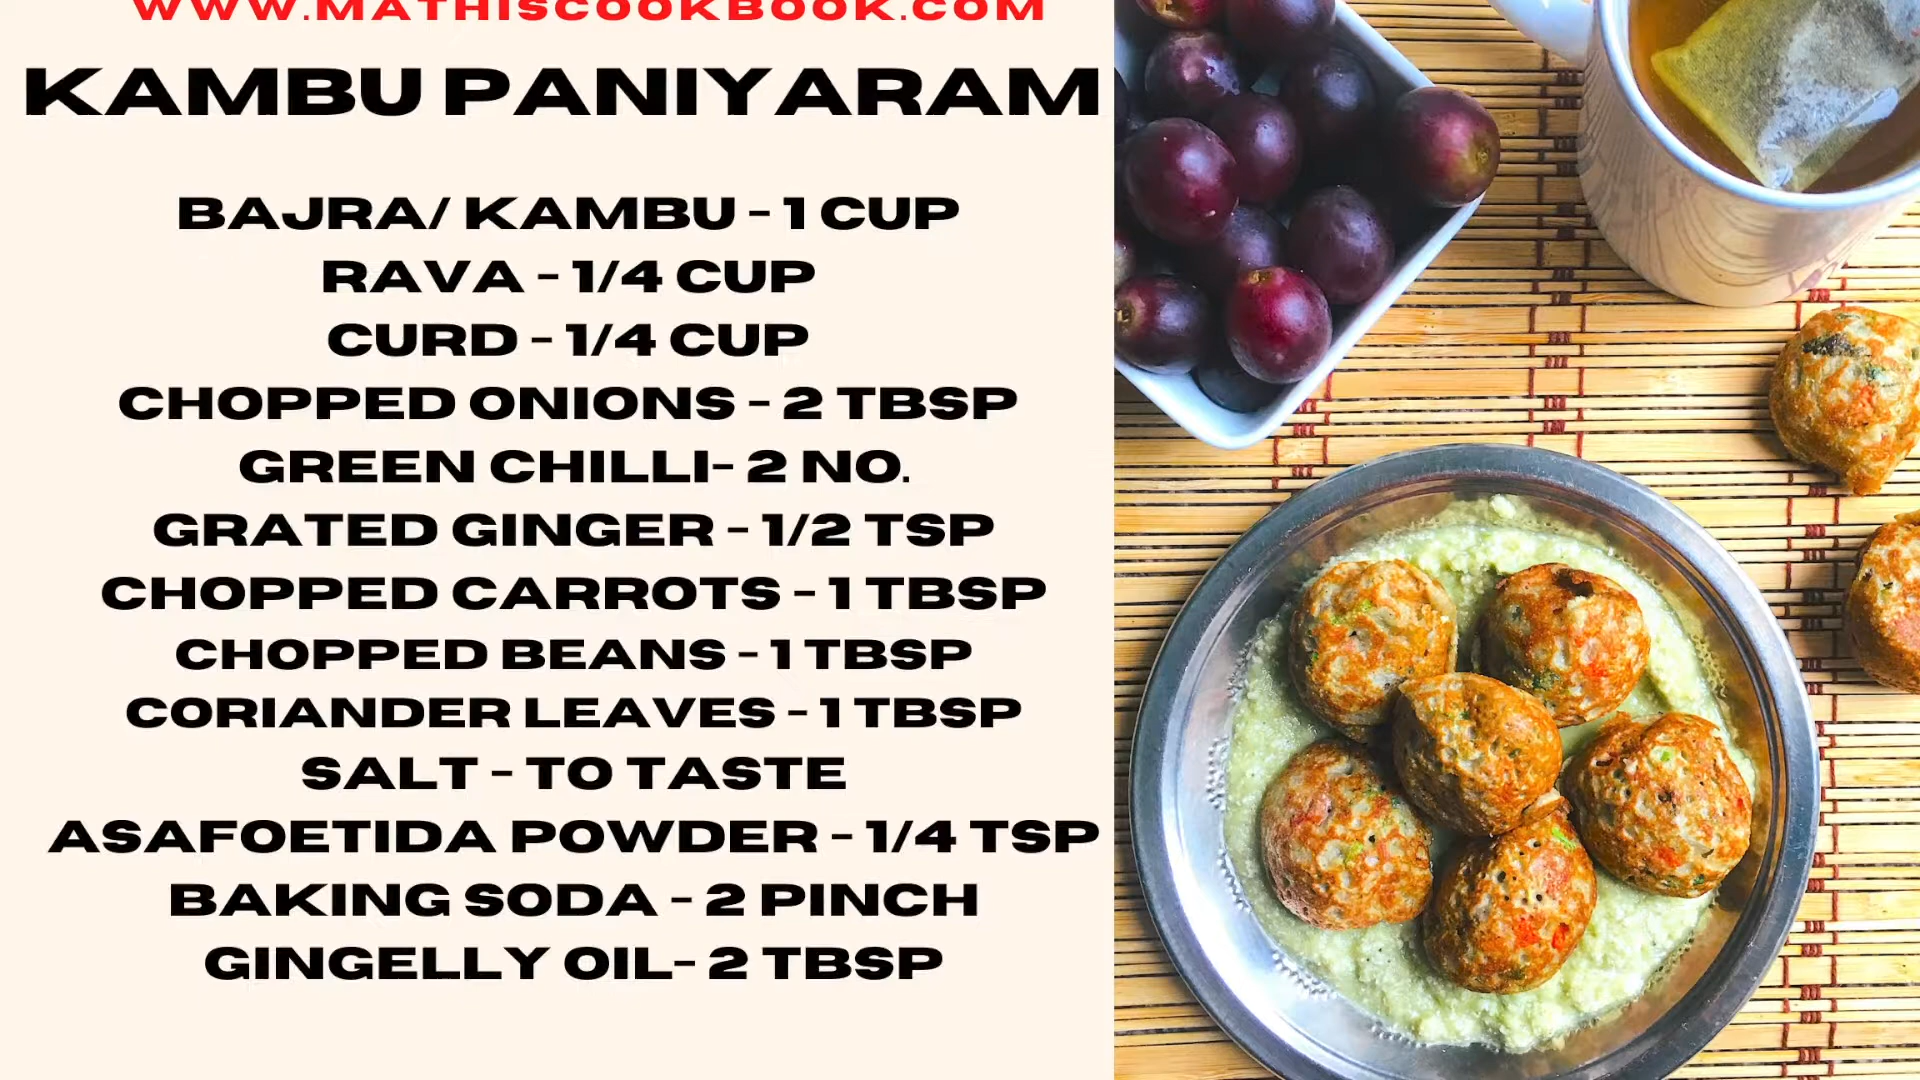 WWW.MATHISCOOKBOOK.COM
KAMBU PANIYARAM
BAJRA/ KAMBU - 1 CUP
RAVA - 1/4 CUP
CURD - 1/4 CUP
CHOPPED ONIONS - 2 TBSP
GREEN CHILLI- 2 NO.
GRATED GINGER - 1/2 TSP
CHOPPED CARROTS - 1 TBSP
CHOPPED BEANS - 1 TBSP
CORIANDER LEAVES - 1 TBSP
SALT - TO TASTE
ASAFOETIDA POWDER - 1/4 TSP
BAKING SODA - 2 PINCH
GINGELLY OIL- 2 TBSP